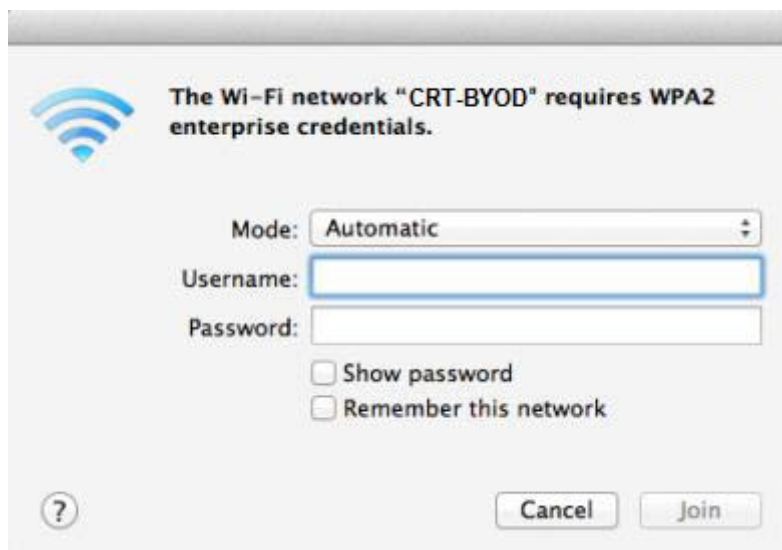 The Wi-Fi network "CRT-BYOD" requires WPA2
enterprise credentials.
Mode: Automatic
Username:
Password:
Show password
Remember this network
? Cancel Join